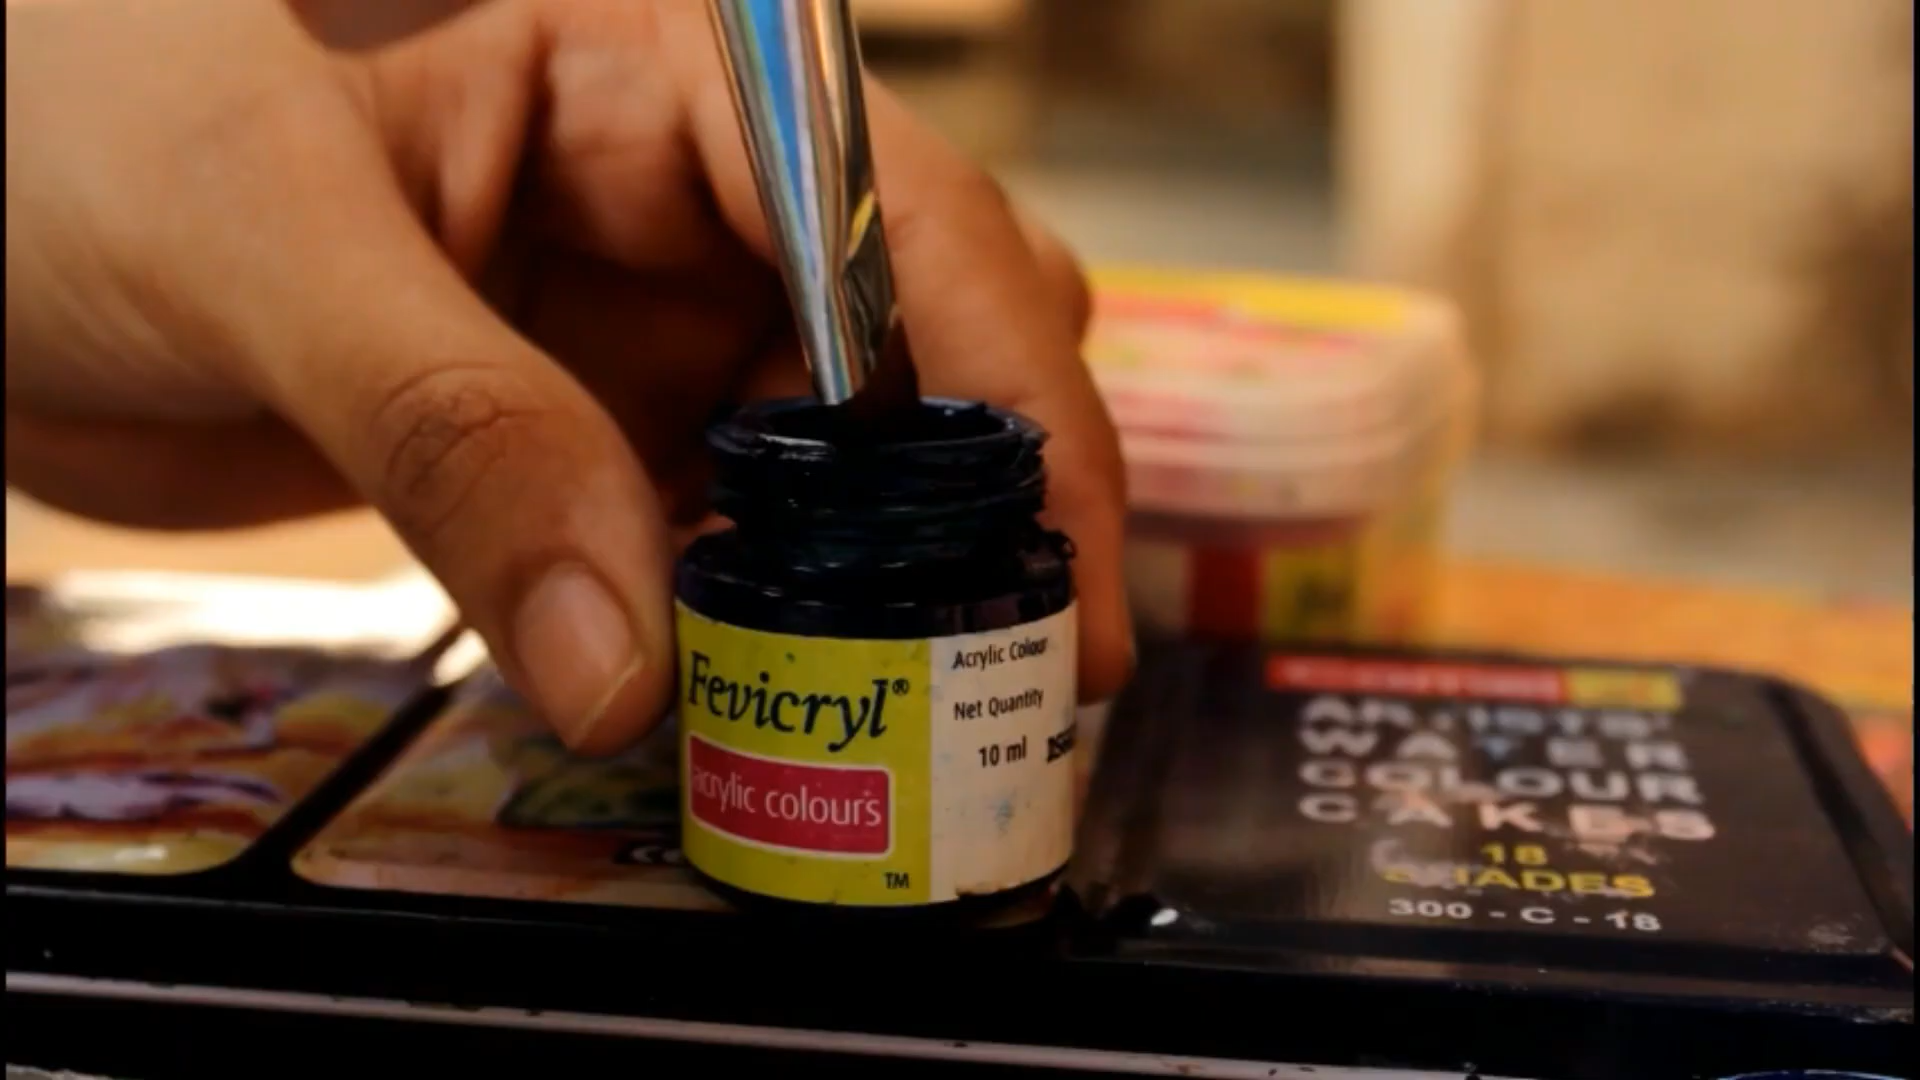 Fevicryl®
acrylic colours
TM
Acrylic Colour
Net Quantity
10 ml
ARTISTS'
WATER
COLOUR
CAKES
18
SHADES
300 - C - 18